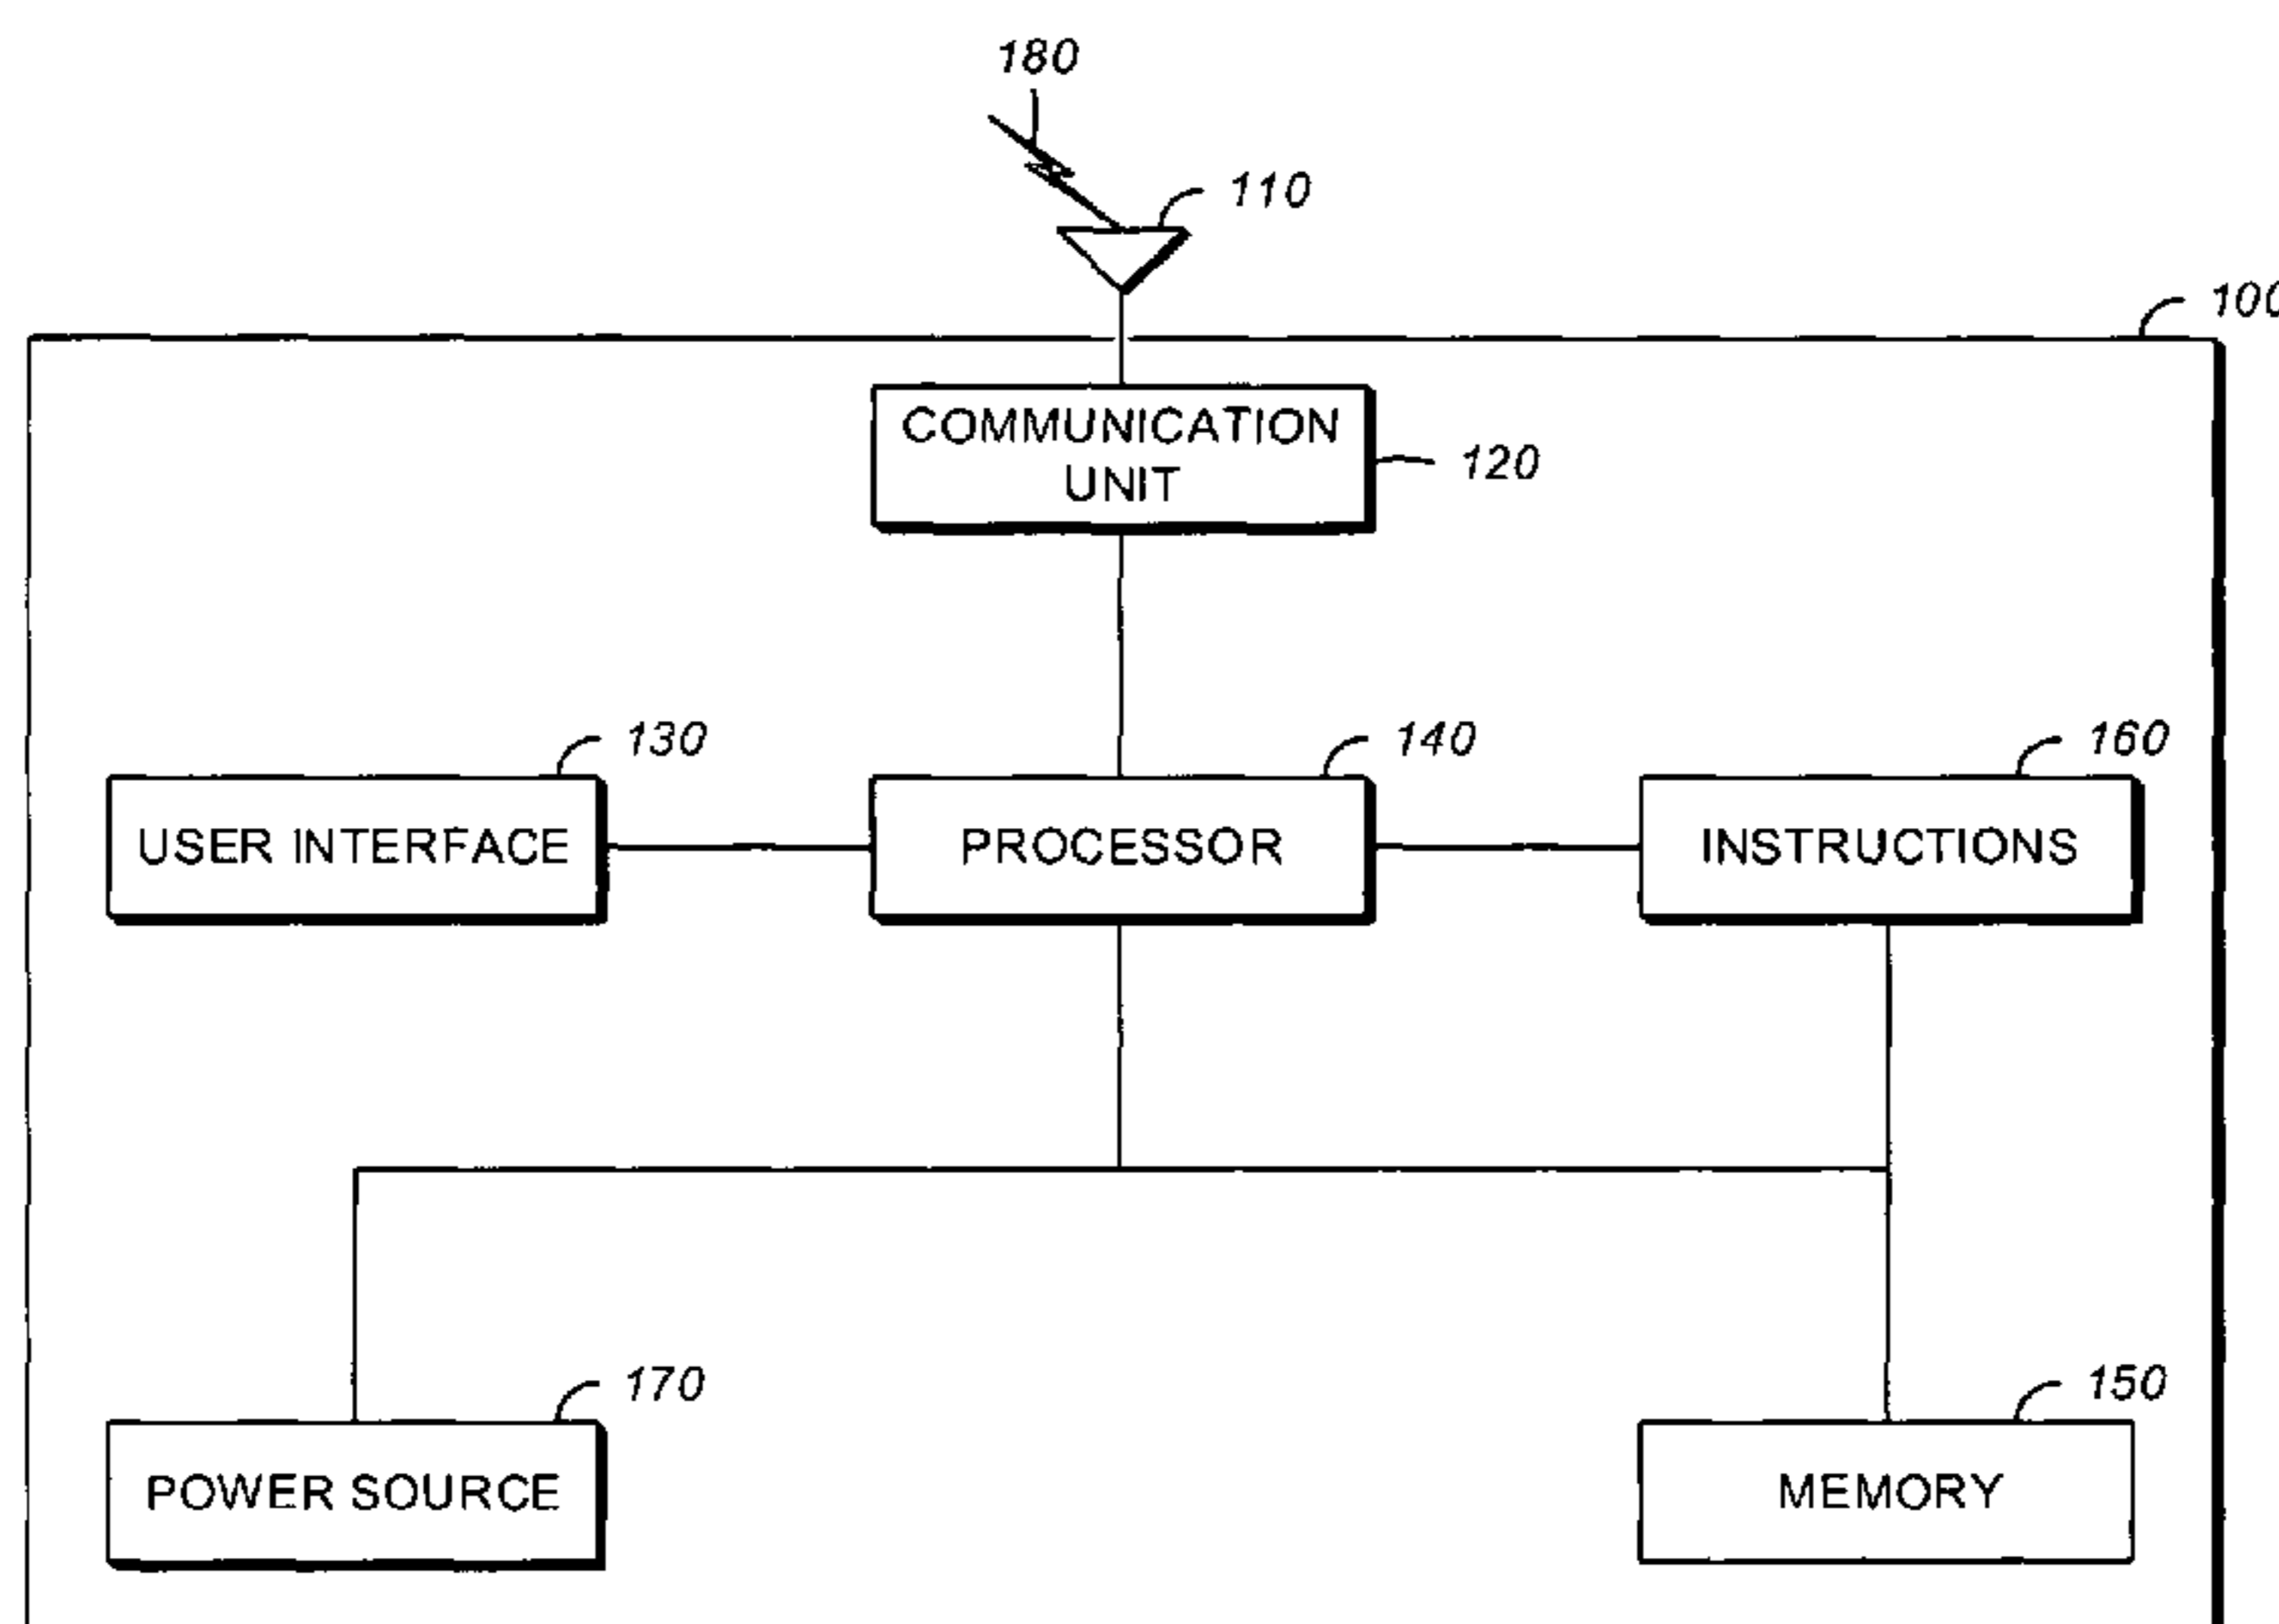 180
110
100
COMMUNICATION
UNIT
120
130
140
160
USER INTERFACE
PROCESSOR
INSTRUCTIONS
170
150
POWER SOURCE
MEMORY